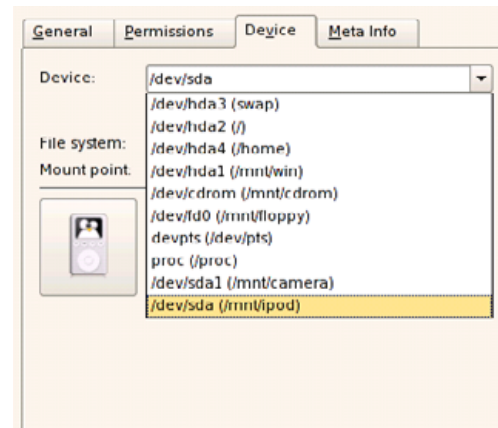 General Permissions Device Meta Info
Device: /dev/sda
/dev/hda3 (swap)
/dev/hda2 (/)
File system:
/dev/hda4 (/home)
Mount point.
/dev/hda1 (/mnt/win)
/dev/cdrom (/mnt/cdrom)
/dev/fd0 (/mnt/floppy)
devpts (/dev/pts)
proc (/proc)
/dev/sda1 (/mnt/camera)
/dev/sda (/mnt/ipod)